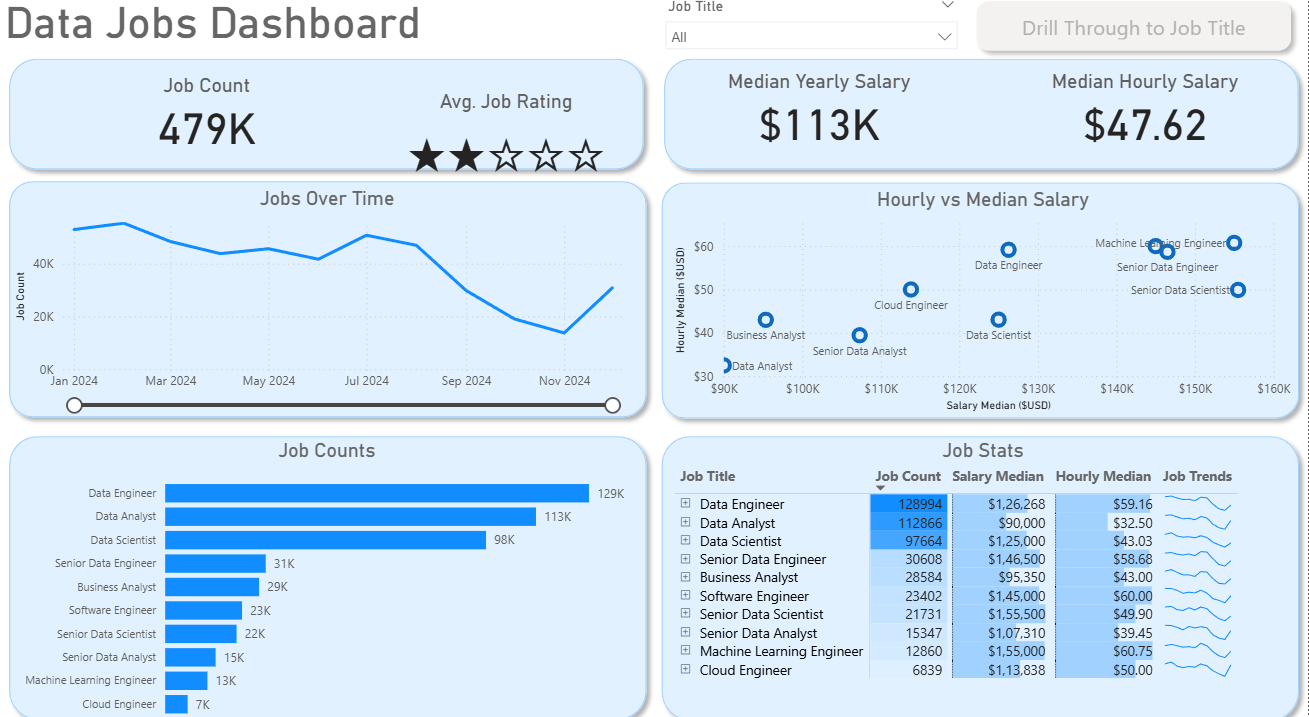 Data Jobs Dashboard
Job Title
All
Drill Through to Job Title
Job Count
479K
Avg. Job Rating
Median Yearly Salary
$113K
Median Hourly Salary
$47.62
Jobs Over Time
Job Count
40K
20K
0K
Jan 2024 Mar 2024 May 2024 Jul 2024 Sep 2024 Nov 2024
Hourly vs Median Salary
Hourly Median ($USD)
$60
$50
$40
$30
Machine Learning Engineer
Data Engineer
Senior Data Engineer
Senior Data Scientist
Cloud Engineer
Business Analyst
Data Scientist
Senior Data Analyst
Data Analyst
$90K $100K $110K $120K $130K $140K $150K $160K
Salary Median ($USD)
Job Counts
Data Engineer 129K
Data Analyst 113K
Data Scientist 98K
Senior Data Engineer 31K
Business Analyst 29K
Software Engineer 23K
Senior Data Scientist 22K
Senior Data Analyst 15K
Machine Learning Engineer 13K
Cloud Engineer 7K
Job Stats
Job Title Job Count Salary Median Hourly Median Job Trends
Data Engineer 128994 $1,26,268 $59.16
Data Analyst 112866 $90,000 $32.50
Data Scientist 97664 $1,25,000 $43.03
Senior Data Engineer 30608 $1,46,500 $58.68
Business Analyst 28584 $95,350 $43.00
Software Engineer 23402 $1,45,000 $60.00
Senior Data Scientist 21731 $1,55,500 $49.90
Senior Data Analyst 15347 $1,07,310 $39.45
Machine Learning Engineer 12860 $1,55,000 $60.75
Cloud Engineer 6839 $1,13,838 $50.00